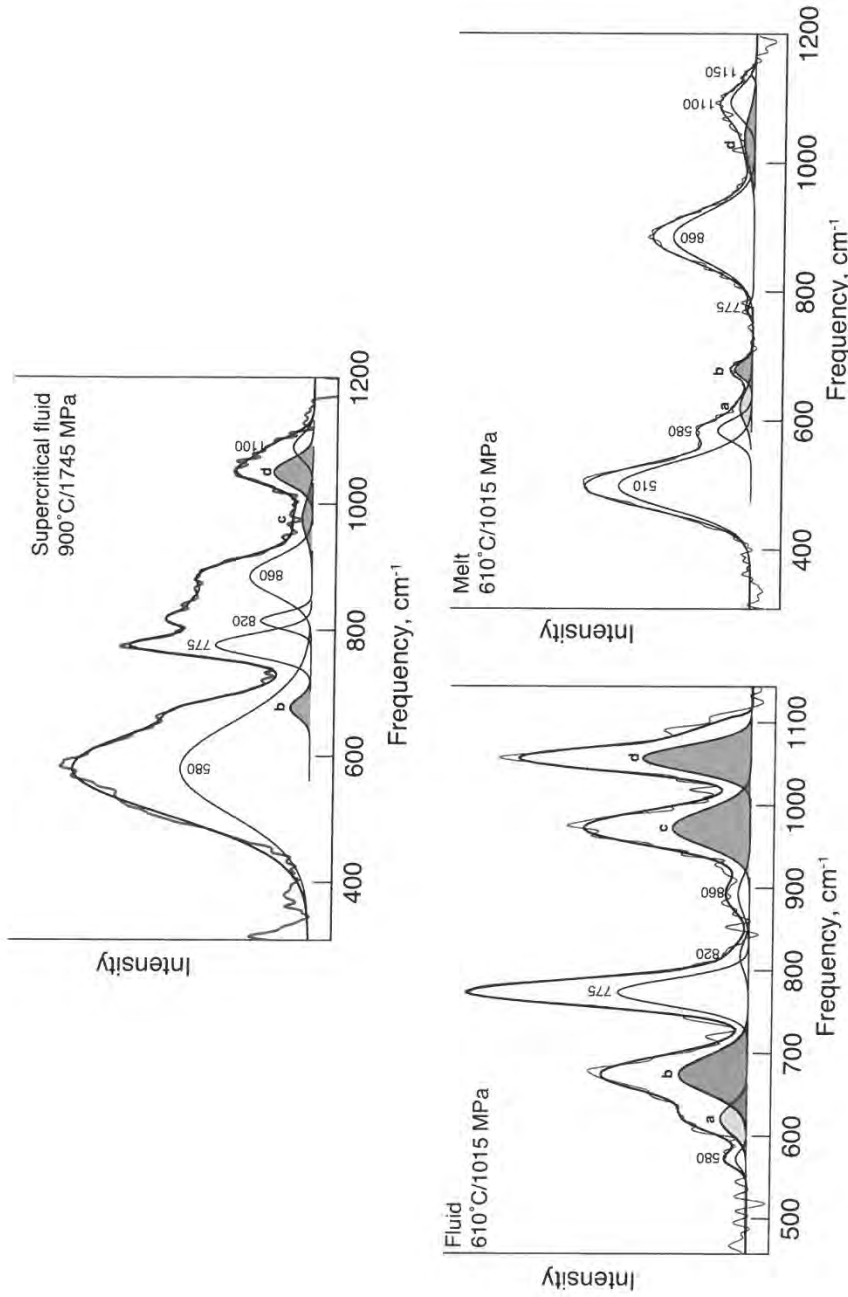 Supercritical fluid
900°C/1745 MPa
Intensity
580
b
775
820
860
c
d
1100
400
600
800
1000
1200
Frequency, cm-1
Fluid
610°C/1015 MPa
Intensity
580
a
b
775
820
860
c
d
500
600
700
800
900
1000
1100
Frequency, cm-1
Melt
610°C/1015 MPa
Intensity
510
580
a
b
775
860
d
1100
1150
400
600
800
1000
1200
Frequency, cm-1